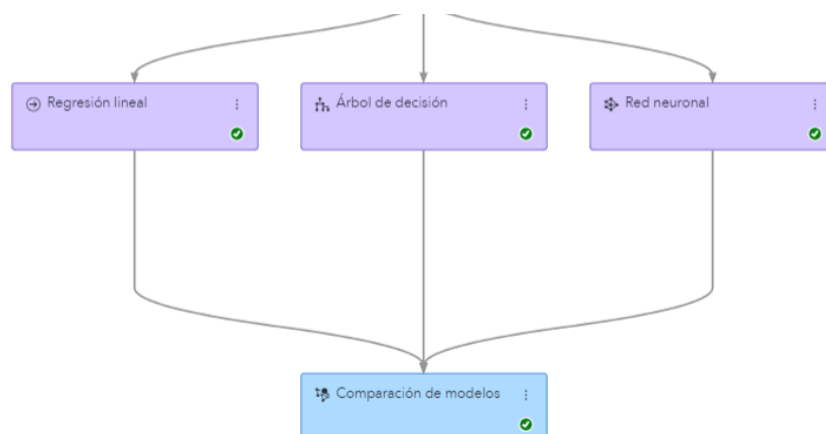 Regresión lineal
Árbol de decisión
Red neuronal
Comparación de modelos